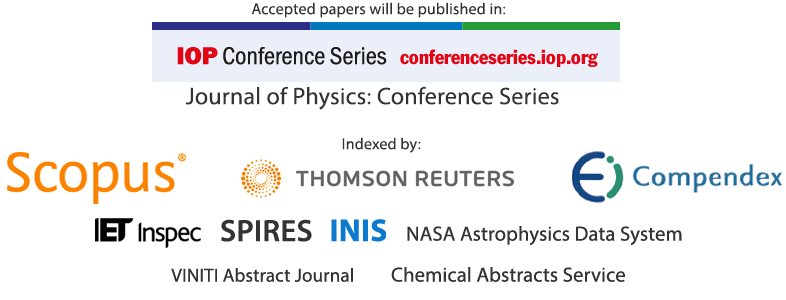 Accepted papers will be published in:
IOP Conference Series conferenceseries.iop.org
Journal of Physics: Conference Series
Indexed by:
Scopus® THOMSON REUTERS Ei Compendex
IET Inspec SPIRES INIS NASA Astrophysics Data System
VINITI Abstract Journal Chemical Abstracts Service